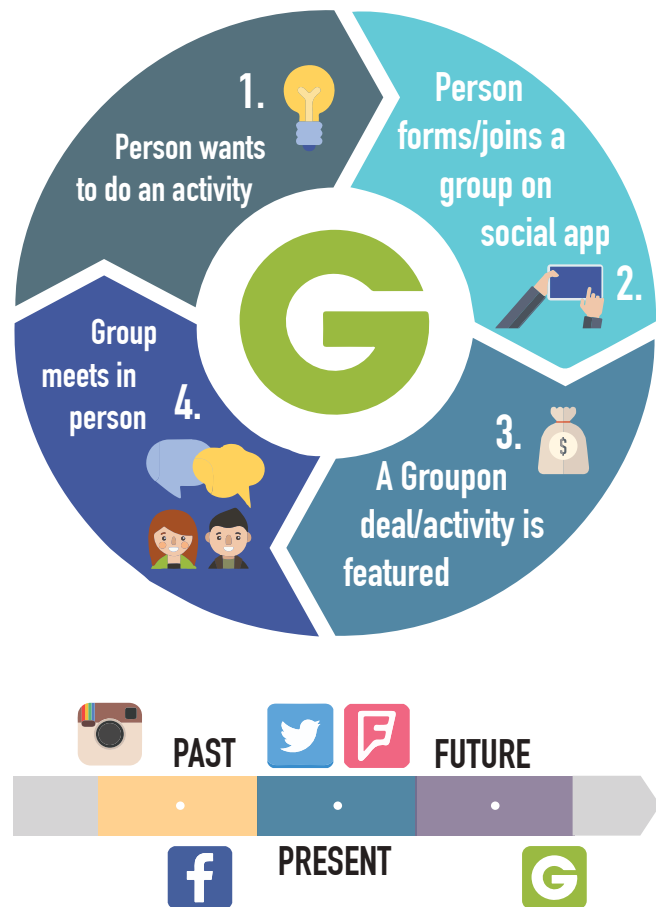 1.
Person wants
to do an activity
Person
forms/joins a
group on
social app
2.
3.
$
A Groupon
deal/activity is
featured
Group
meets in
person
4.
G
PAST
FUTURE
PRESENT
f
G